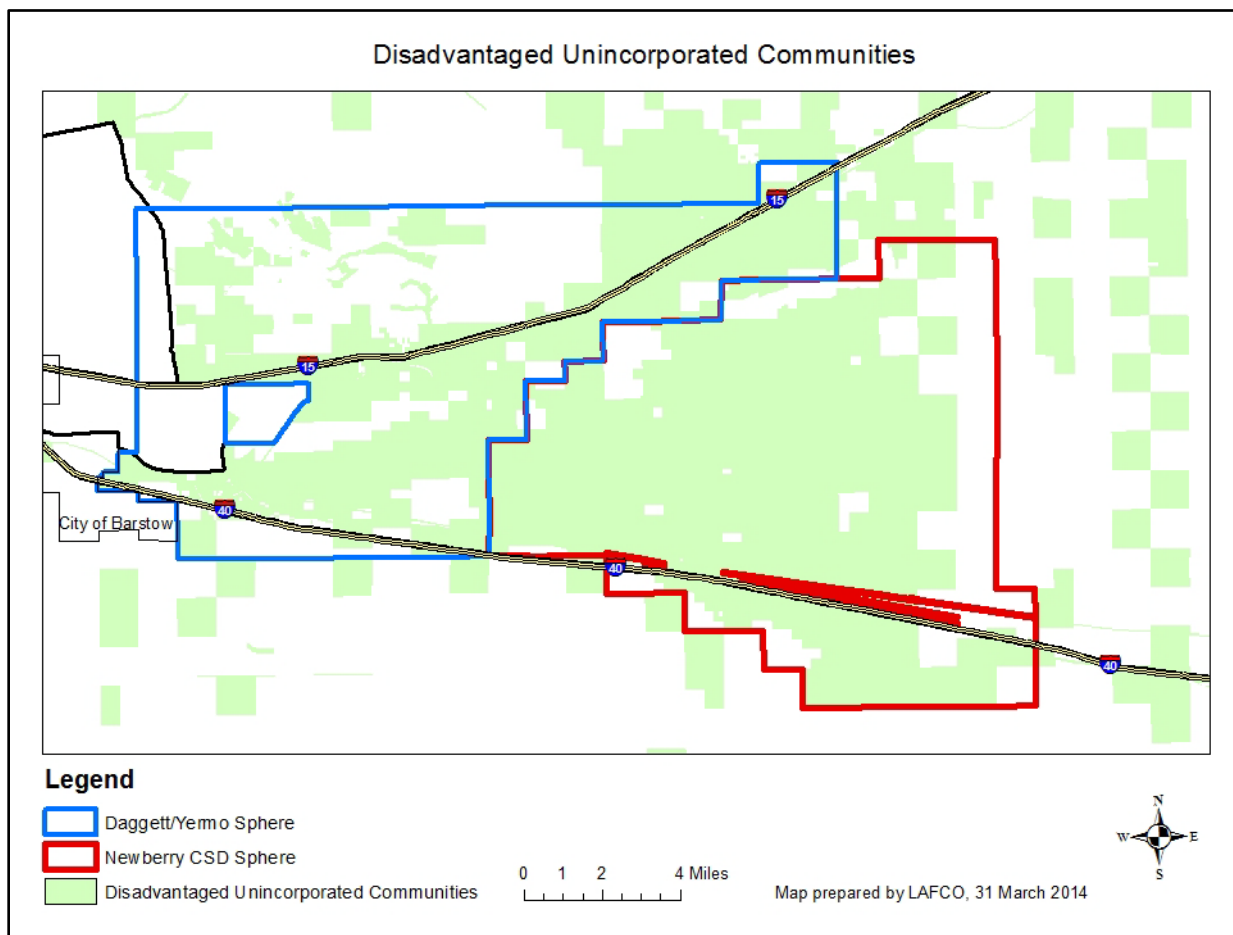 Disadvantaged Unincorporated Communities
15
15
City of Barstow
40
40
40
Legend
Daggett/Yermo Sphere
Newberry CSD Sphere
Disadvantaged Unincorporated Communities
0 1 2 4 Miles
N
W E
S
Map prepared by LAFCO, 31 March 2014